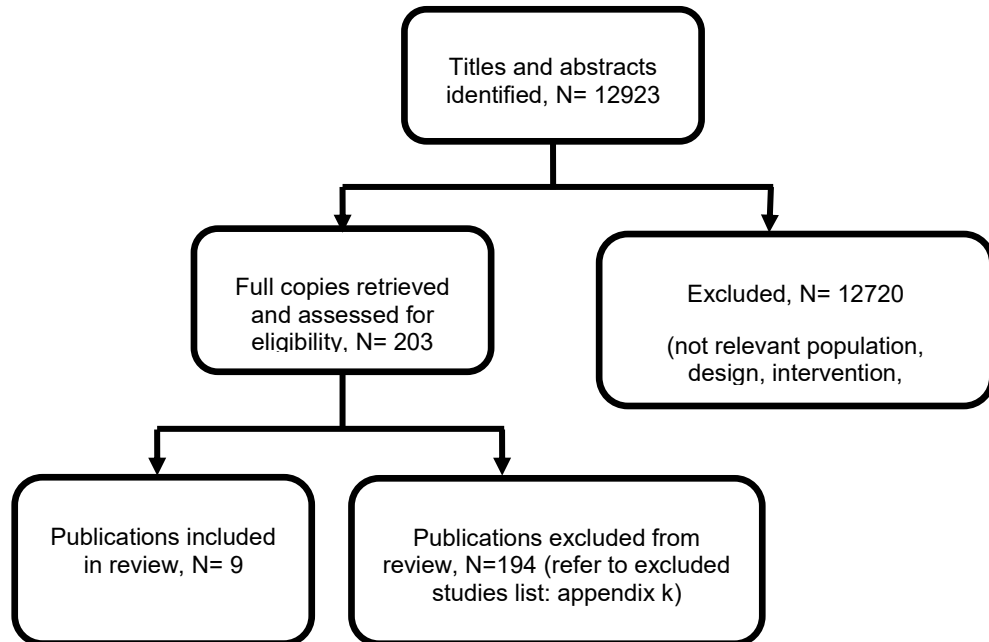 Titles and abstracts
identified, N= 12923
Full copies retrieved
and assessed for
eligibility, N= 203
Excluded, N= 12720
(not relevant population,
design, intervention,
Publications included
in review, N= 9
Publications excluded from
review, N=194 (refer to excluded
studies list: appendix k)